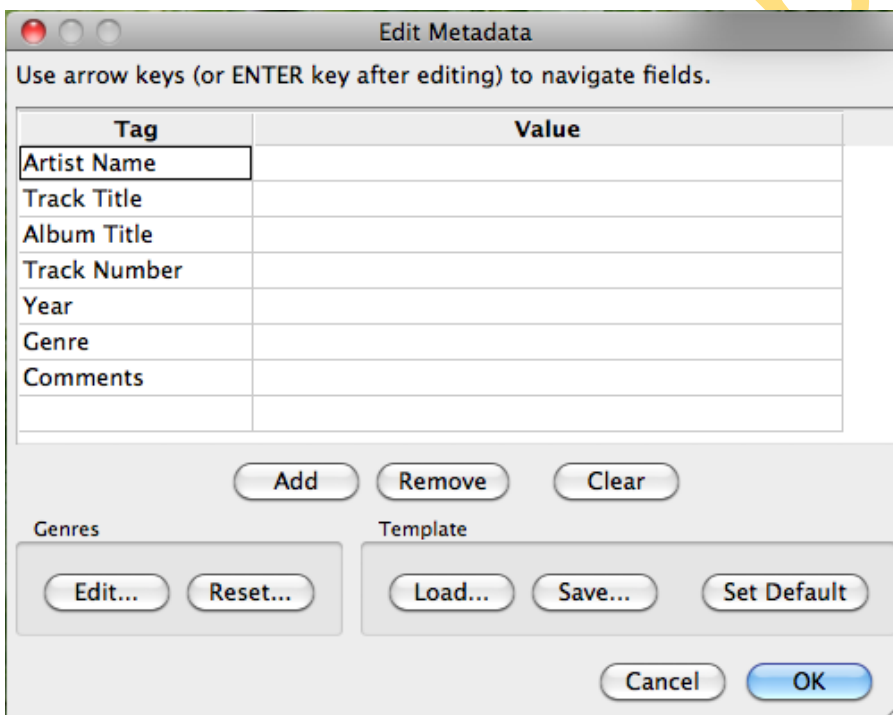 Edit Metadata
Use arrow keys (or ENTER key after editing) to navigate fields.
Tag Value
Artist Name
Track Title
Album Title
Track Number
Year
Genre
Comments
Add Remove Clear
Genres Template
Edit... Reset... Load... Save... Set Default
Cancel OK